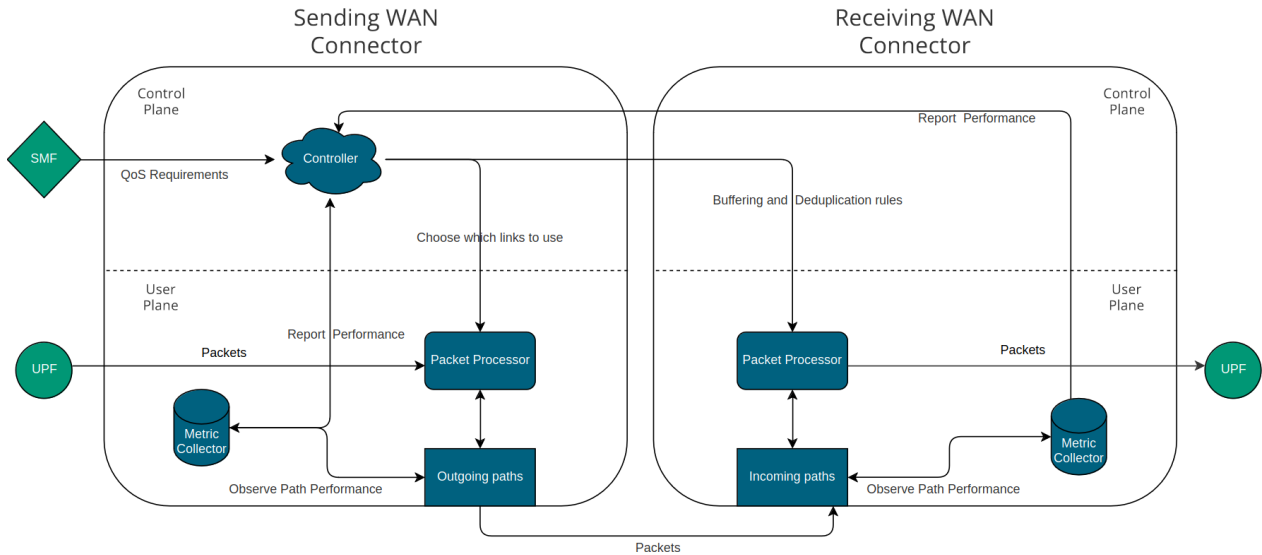 Sending WAN
Connector
Receiving WAN
Connector
Control
Plane
Control
Plane
Report Performance
SMF
Controller
QoS Requirements
Buffering and Deduplication rules
Choose which links to use
User
Plane
User
Plane
Report Performance
Packets
Packets
UPF
Packet Processor
Packet Processor
UPF
Metric
Collector
Metric
Collector
Outgoing paths
Incoming paths
Observe Path Performance
Observe Path Performance
Packets